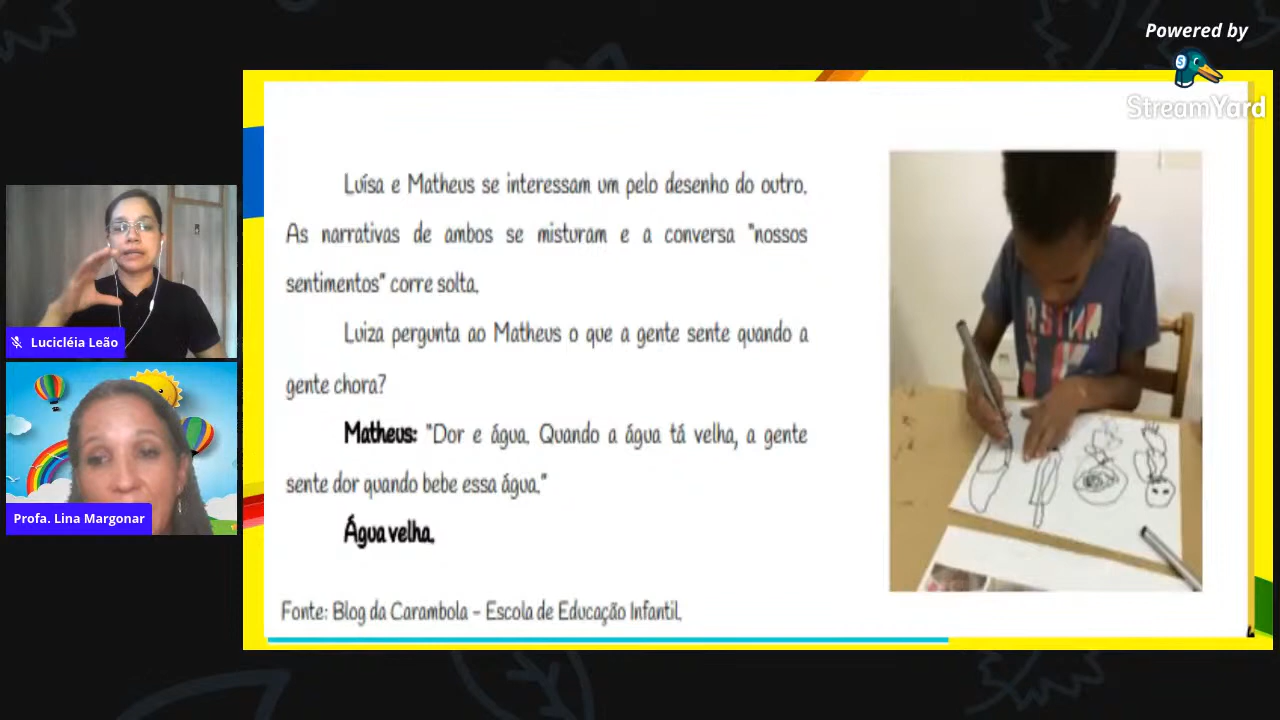 Powered by
StreamYard
Luísa e Matheus se interessam um pelo desenho do outro.
As narrativas de ambos se misturam e a conversa "nossos
sentimentos" corre solta.
Luiza pergunta ao Matheus o que a gente sente quando a
gente chora?
Matheus: "Dor e água. Quando a água tá velha, a gente
sente dor quando bebe essa água."
Água velha.
Fonte: Blog da Carambola - Escola de Educação Infantil.
Lucicléia Leão
Profa. Lina Margonar